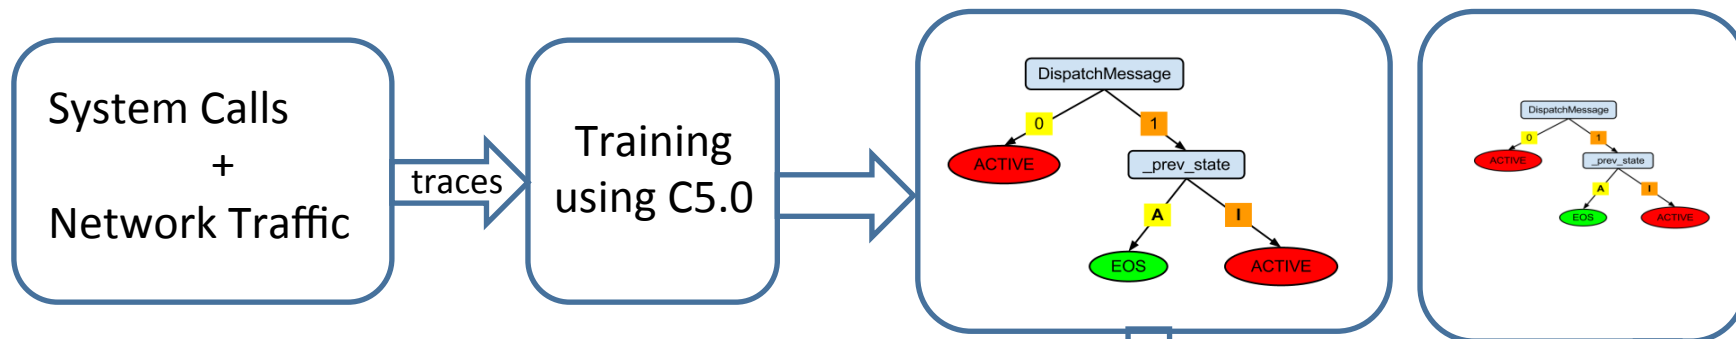 System Calls
+
Network Traffic
traces
Training
using C5.0
DispatchMessage
0 1
ACTIVE
_prev_state
A I
EOS
ACTIVE
DispatchMessage
0 1
ACTIVE
_prev_state
A I
EOS
ACTIVE